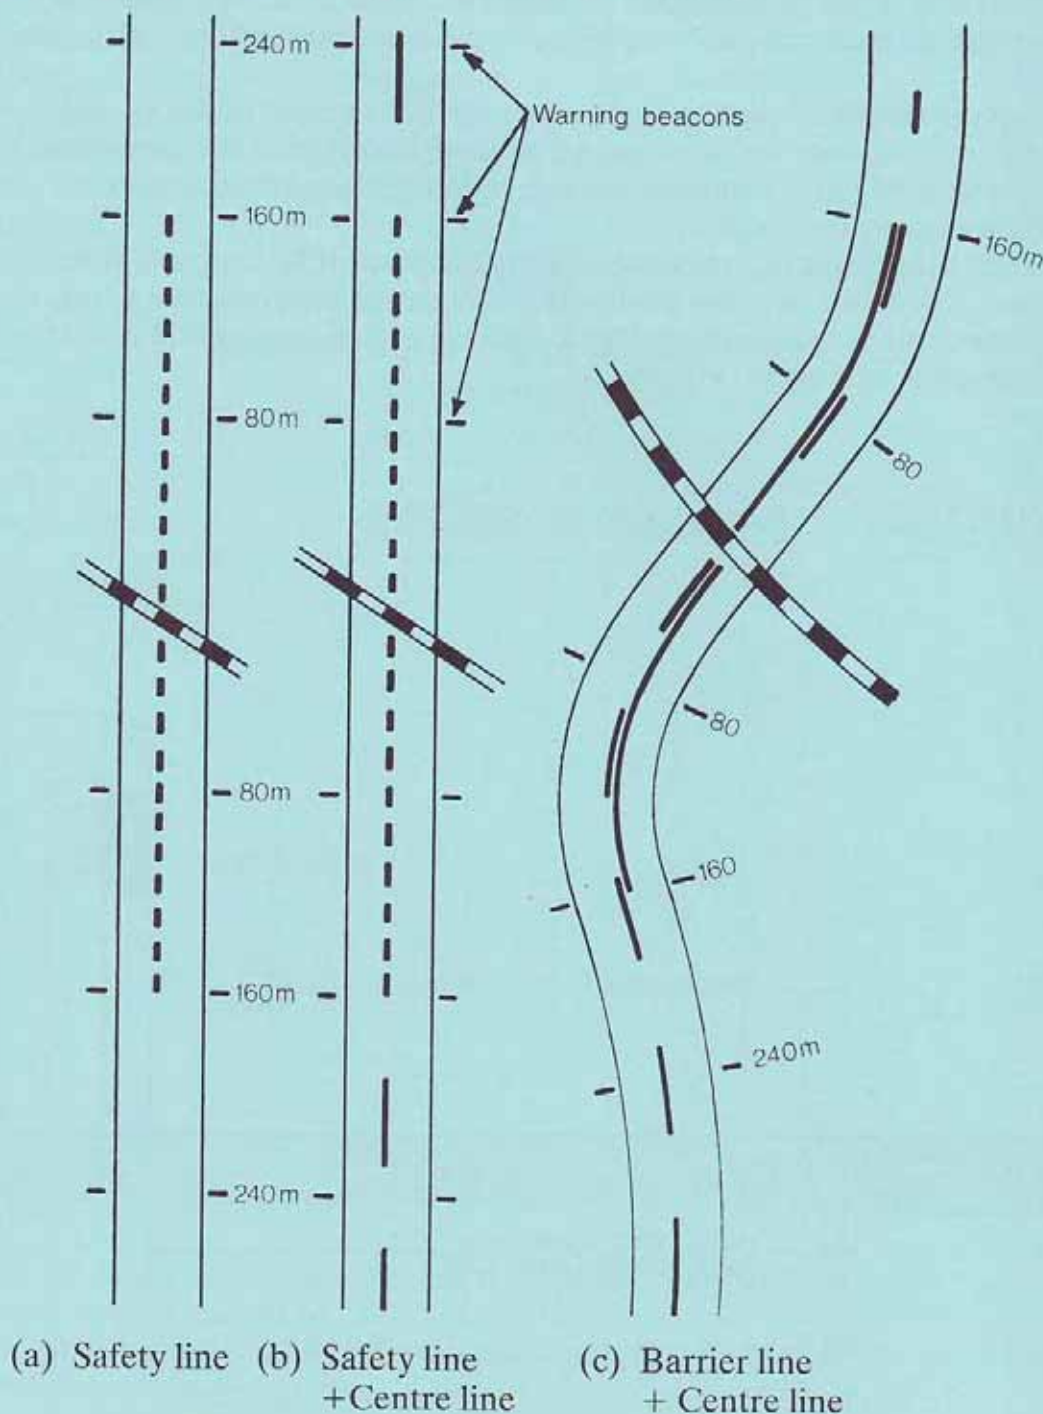 240m
Warning beacons
160m
160m
80m
80
80
80m
160
160m
240m
240m
(a) Safety line (b) Safety line (c) Barrier line
+Centre line + Centre line